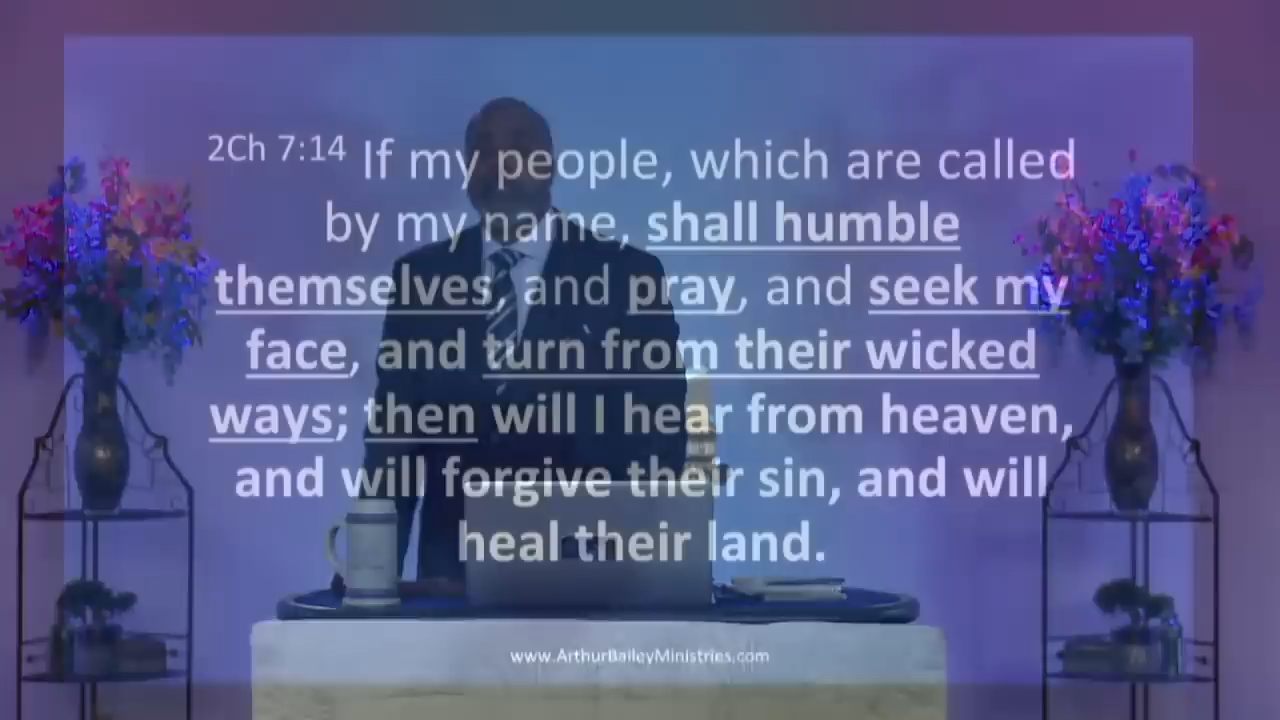 2Ch 7:14 If my people, which are called
by my name, shall humble
themselves, and pray, and seek my
face, and turn from their wicked
ways; then will I hear from heaven,
and will forgive their sin, and will
heal their land.
www.ArthurBaileyMinistries.com